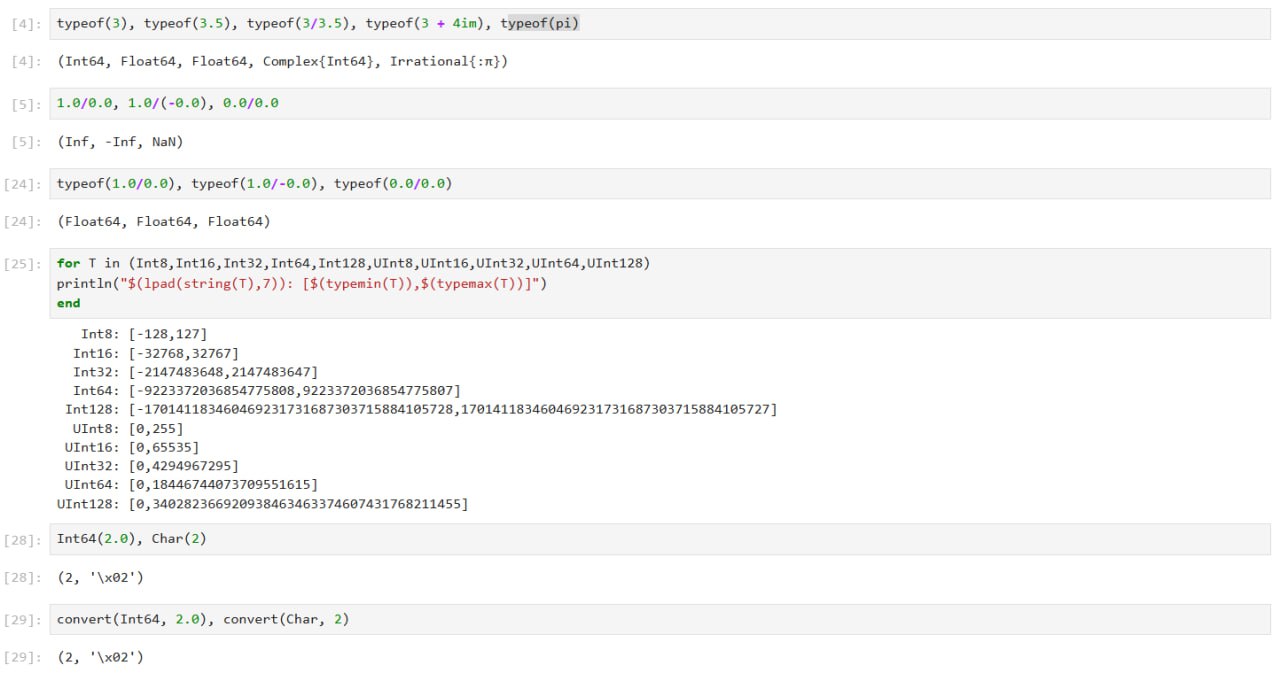 [4]: typeof(3), typeof(3.5), typeof(3/3.5), typeof(3 + 4im), typeof(pi)
[4]: (Int64, Float64, Float64, Complex{Int64}, Irrational{:π})
[5]: 1.0/0.0, 1.0/(-0.0), 0.0/0.0
[5]: (Inf, -Inf, NaN)
[24]: typeof(1.0/0.0), typeof(1.0/-0.0), typeof(0.0/0.0)
[24]: (Float64, Float64, Float64)
[25]: for T in (Int8,Int16,Int32,Int64,Int128,UInt8,UInt16,UInt32,UInt64,UInt128)
println("$(lpad(string(T),7)): [$(typemin(T)),$(typemax(T))]")
end
Int8: [-128,127]
Int16: [-32768,32767]
Int32: [-2147483648,2147483647]
Int64: [-9223372036854775808,9223372036854775807]
Int128: [-170141183460469231731687303715884105728,170141183460469231731687303715884105727]
UInt8: [0,255]
UInt16: [0,65535]
UInt32: [0,4294967295]
UInt64: [0,18446744073709551615]
UInt128: [0,340282366920938463463374607431768211455]
[28]: Int64(2.0), Char(2)
[28]: (2, '\x02')
[29]: convert(Int64, 2.0), convert(Char, 2)
[29]: (2, '\x02')